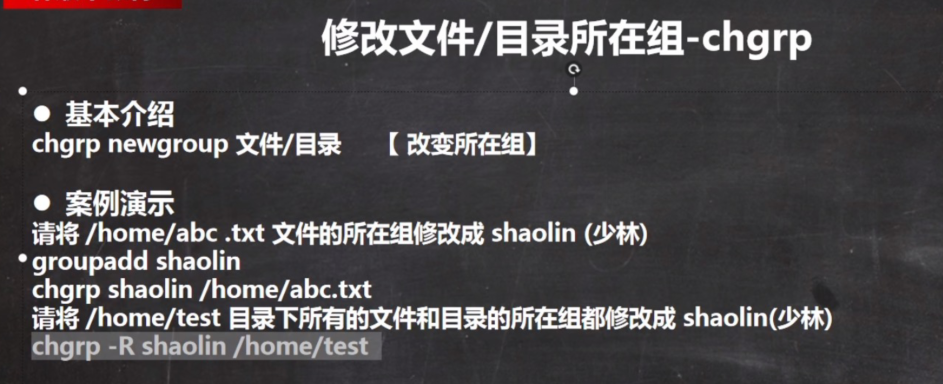 修改文件/目录所在组-chgrp
● 基本介绍
chgrp newgroup 文件/目录 【 改变所在组】
● 案例演示
请将 /home/abc .txt 文件的所在组修改成 shaolin (少林)
groupadd shaolin
chgrp shaolin /home/abc.txt
请将 /home/test 目录下所有的文件和目录的所在组都修改成 shaolin(少林)
chgrp -R shaolin /home/test